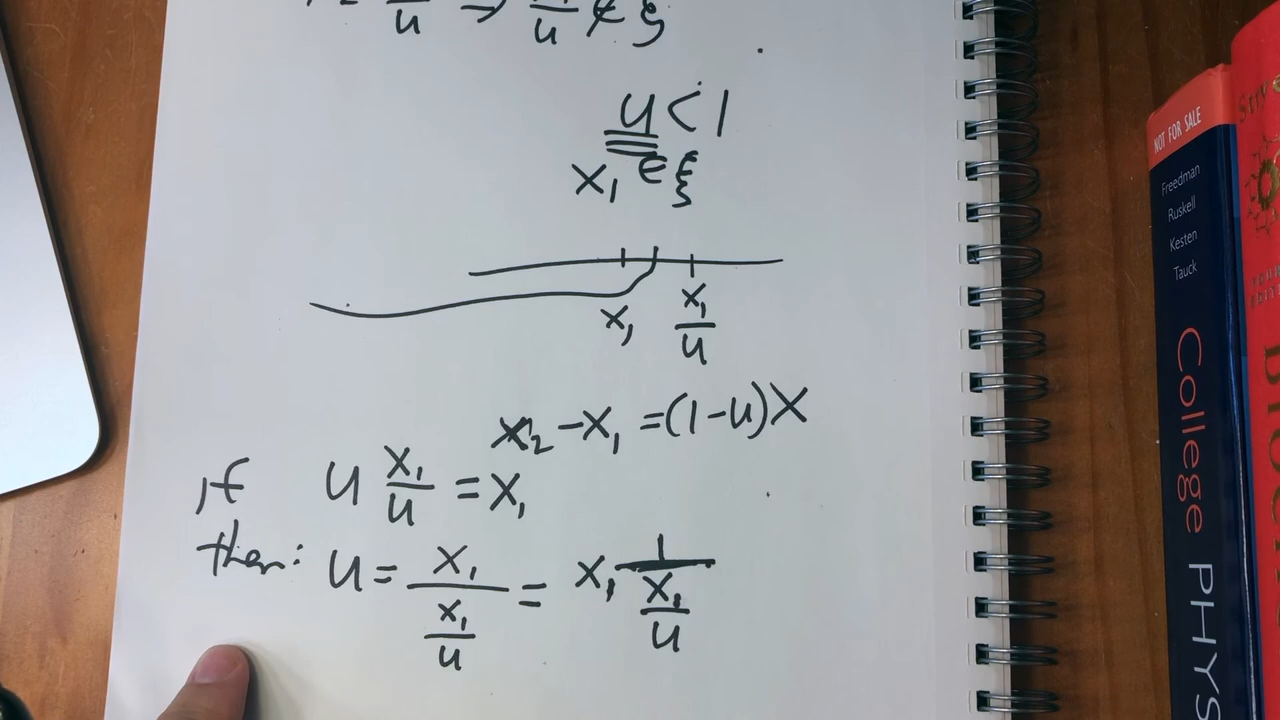 u < 1
x₁ ∈ ξ
x₁
x₁/u
x₂ - x₁ = (1-u)X
if u x₁/u = x₁
then: u = x₁/(x₁/u) = x₁ 1/(x₁/u)
NOT FOR SALE
Freedman
Ruskell
Kesten
Tauck
College PHYS